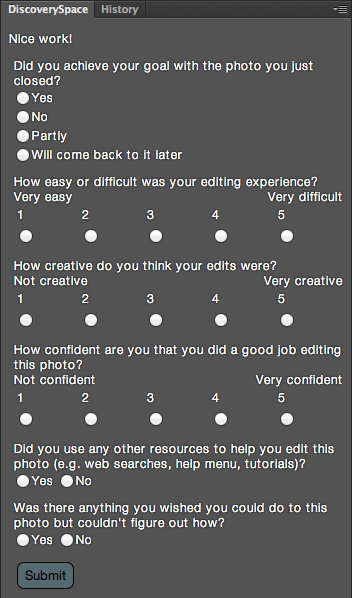 DiscoverySpace History
Nice work!
Did you achieve your goal with the photo you just
closed?
Yes
No
Partly
Will come back to it later
How easy or difficult was your editing experience?
Very easy Very difficult
1 2 3 4 5
How creative do you think your edits were?
Not creative Very creative
1 2 3 4 5
How confident are you that you did a good job editing
this photo?
Not confident Very confident
1 2 3 4 5
Did you use any other resources to help you edit this
photo (e.g. web searches, help menu, tutorials)?
Yes No
Was there anything you wished you could do to this
photo but couldn't figure out how?
Yes No
Submit